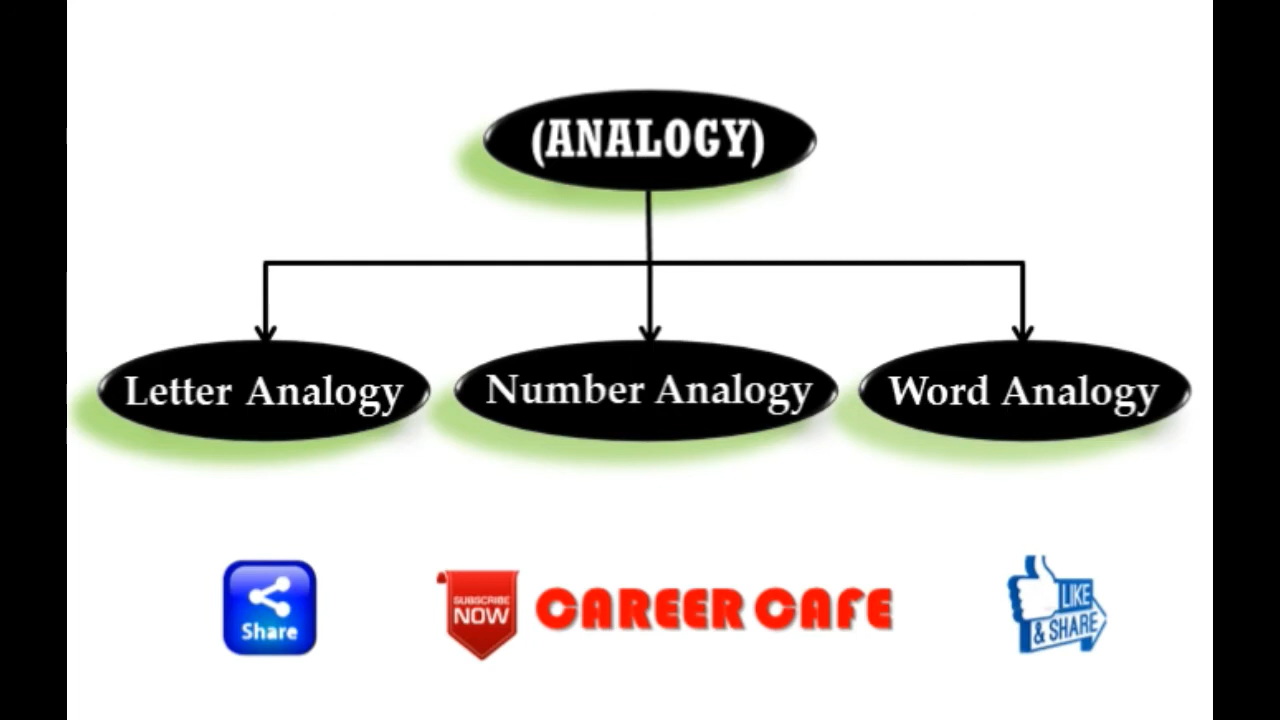 (ANALOGY)
Letter Analogy
Number Analogy
Word Analogy
Share
SUBSCRIBE
NOW
CAREER CAFE
LIKE
& SHARE